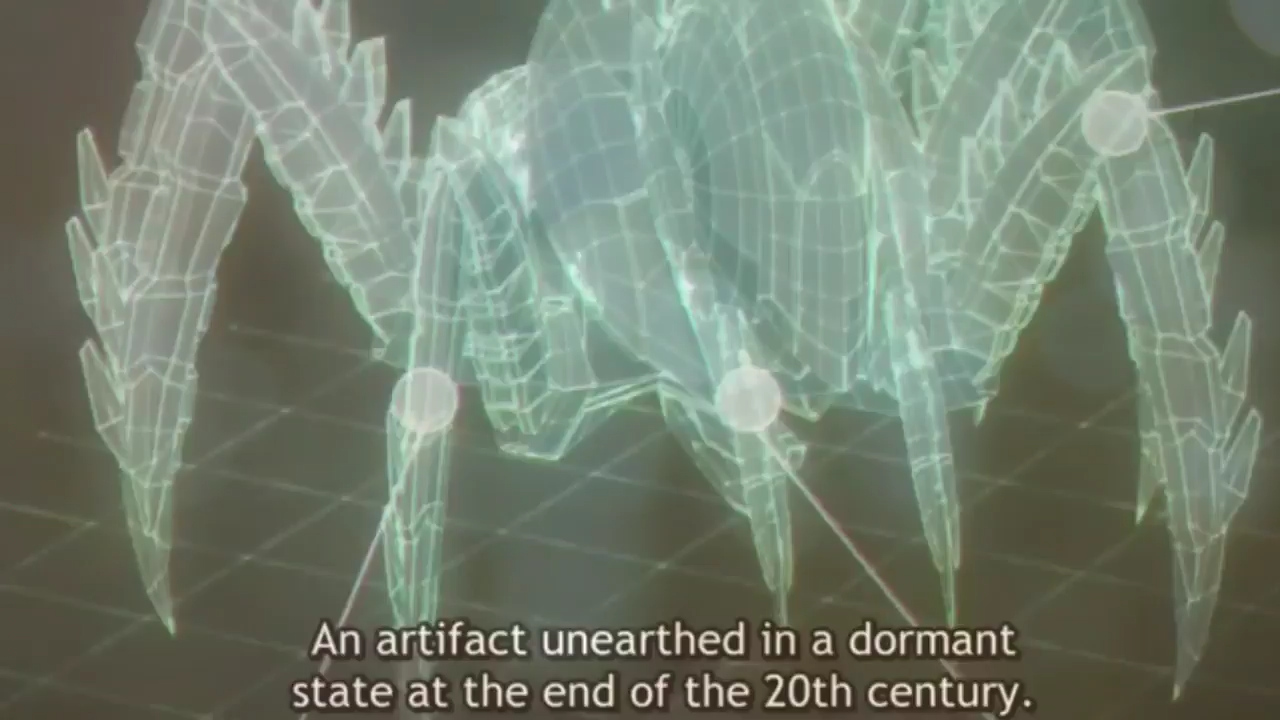 An artifact unearthed in a dormant
state at the end of the 20th century.